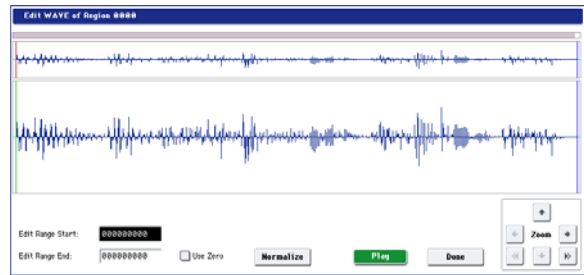 Edit WAVE of Region 0000
Edit Range Start: 000000000
Zoom
Edit Range End: 000000000 Use Zero Normalize Play Done